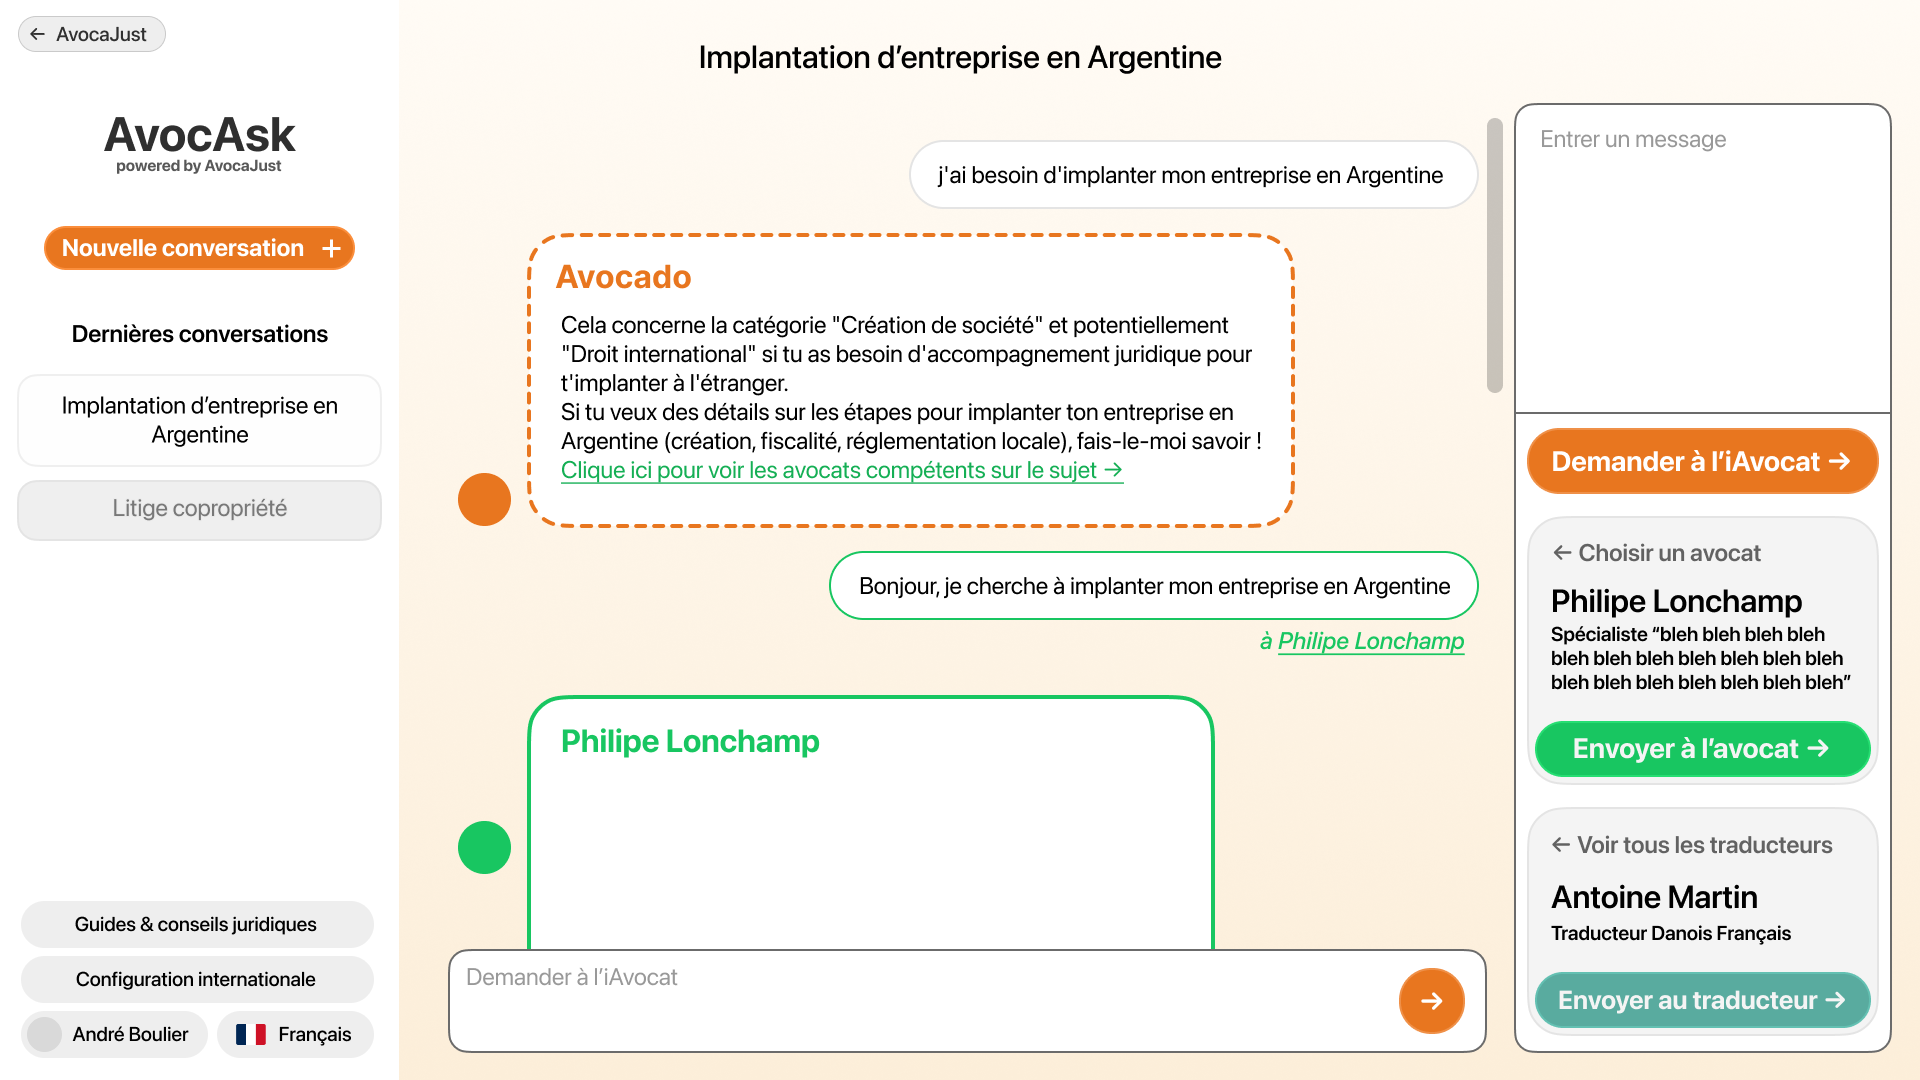 ← AvocaJust
AvocAsk
powered by AvocaJust
Nouvelle conversation +
Dernières conversations
Implantation d’entreprise en
Argentine
Litige copropriété
Guides & conseils juridiques
Configuration internationale
André Boulier
Français
Implantation d’entreprise en Argentine
j'ai besoin d'implanter mon entreprise en Argentine
Avocado
Cela concerne la catégorie "Création de société" et potentiellement
"Droit international" si tu as besoin d'accompagnement juridique pour
t'implanter à l'étranger.
Si tu veux des détails sur les étapes pour implanter ton entreprise en
Argentine (création, fiscalité, réglementation locale), fais-le-moi savoir !
Clique ici pour voir les avocats compétents sur le sujet →
Bonjour, je cherche à implanter mon entreprise en Argentine
à Philipe Lonchamp
Philipe Lonchamp
Demander à l’iAvocat
→
Entrer un message
Demander à l’iAvocat →
← Choisir un avocat
Philipe Lonchamp
Spécialiste “bleh bleh bleh bleh
bleh bleh bleh bleh bleh bleh bleh
bleh bleh bleh bleh bleh bleh bleh”
Envoyer à l’avocat →
← Voir tous les traducteurs
Antoine Martin
Traducteur Danois Français
Envoyer au traducteur →